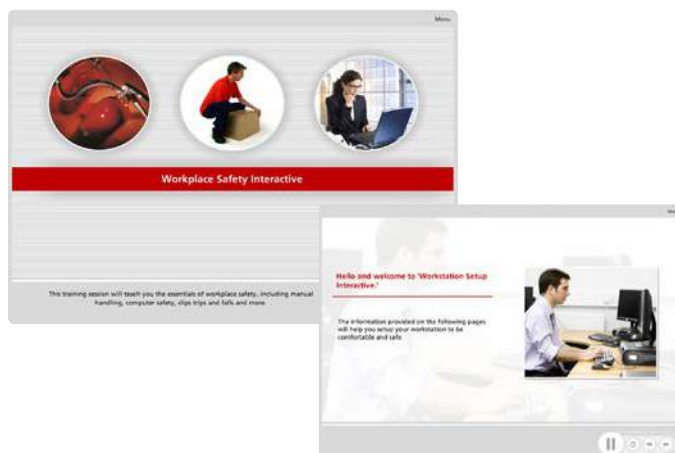 Menu
Workplace Safety Interactive
This training session will teach you the essentials of workplace safety, including manual
handling, computer safety, slips trips and falls and more.
Hello and welcome to 'Workstation Setup
Interactive.'
The information provided on the following pages
will help you setup your workstation to be
comfortable and safe.